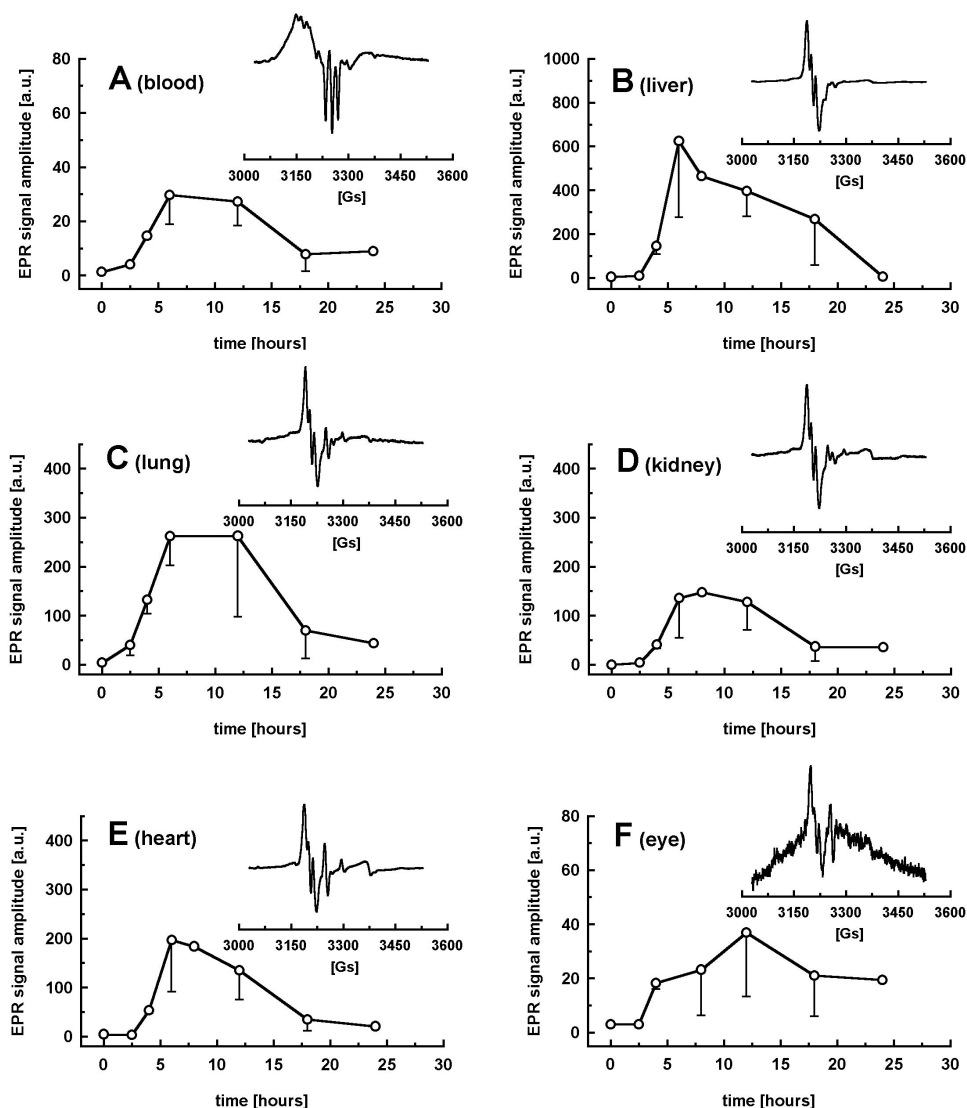 A (blood)
EPR signal amplitude [a.u.]
80
60
40
20
0
3000 3150 3300 3450 3600
[Gs]
0 5 10 15 20 25 30
time [hours]
B (liver)
EPR signal amplitude [a.u.]
1000
800
600
400
200
0
3000 3150 3300 3450 3600
[Gs]
0 5 10 15 20 25 30
time [hours]
C (lung)
EPR signal amplitude [a.u.]
400
300
200
100
0
3000 3150 3300 3450 3600
[Gs]
0 5 10 15 20 25 30
time [hours]
D (kidney)
EPR signal amplitude [a.u.]
400
300
200
100
0
3000 3150 3300 3450 3600
[Gs]
0 5 10 15 20 25 30
time [hours]
E (heart)
EPR signal amplitude [a.u.]
400
300
200
100
0
3000 3150 3300 3450 3600
[Gs]
0 5 10 15 20 25 30
time [hours]
F (eye)
EPR signal amplitude [a.u.]
80
60
40
20
0
3000 3150 3300 3450 3600
[Gs]
0 5 10 15 20 25 30
time [hours]